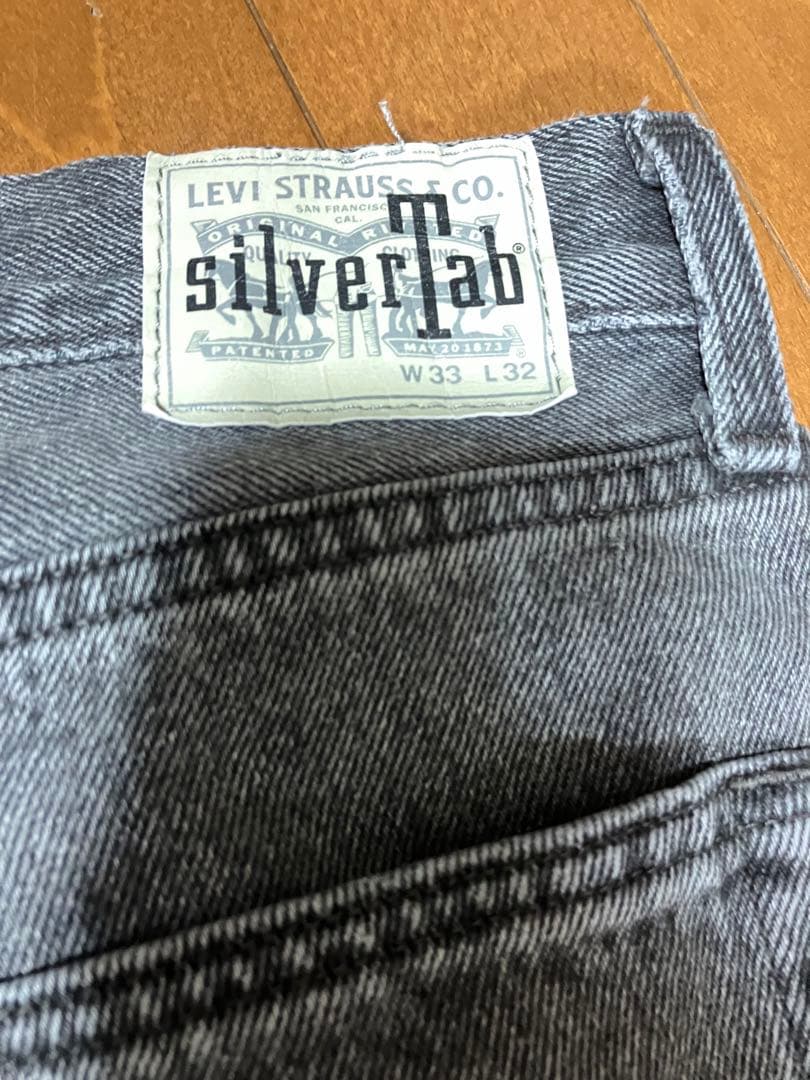 LEVI STRAUSS & CO.
SAN FRANCISCO
CAL.
ORIGINAL RIVETED
QUALITY CLOTHING
silverTab®
PATENTED MAY 20 1873 ®
W33 L32